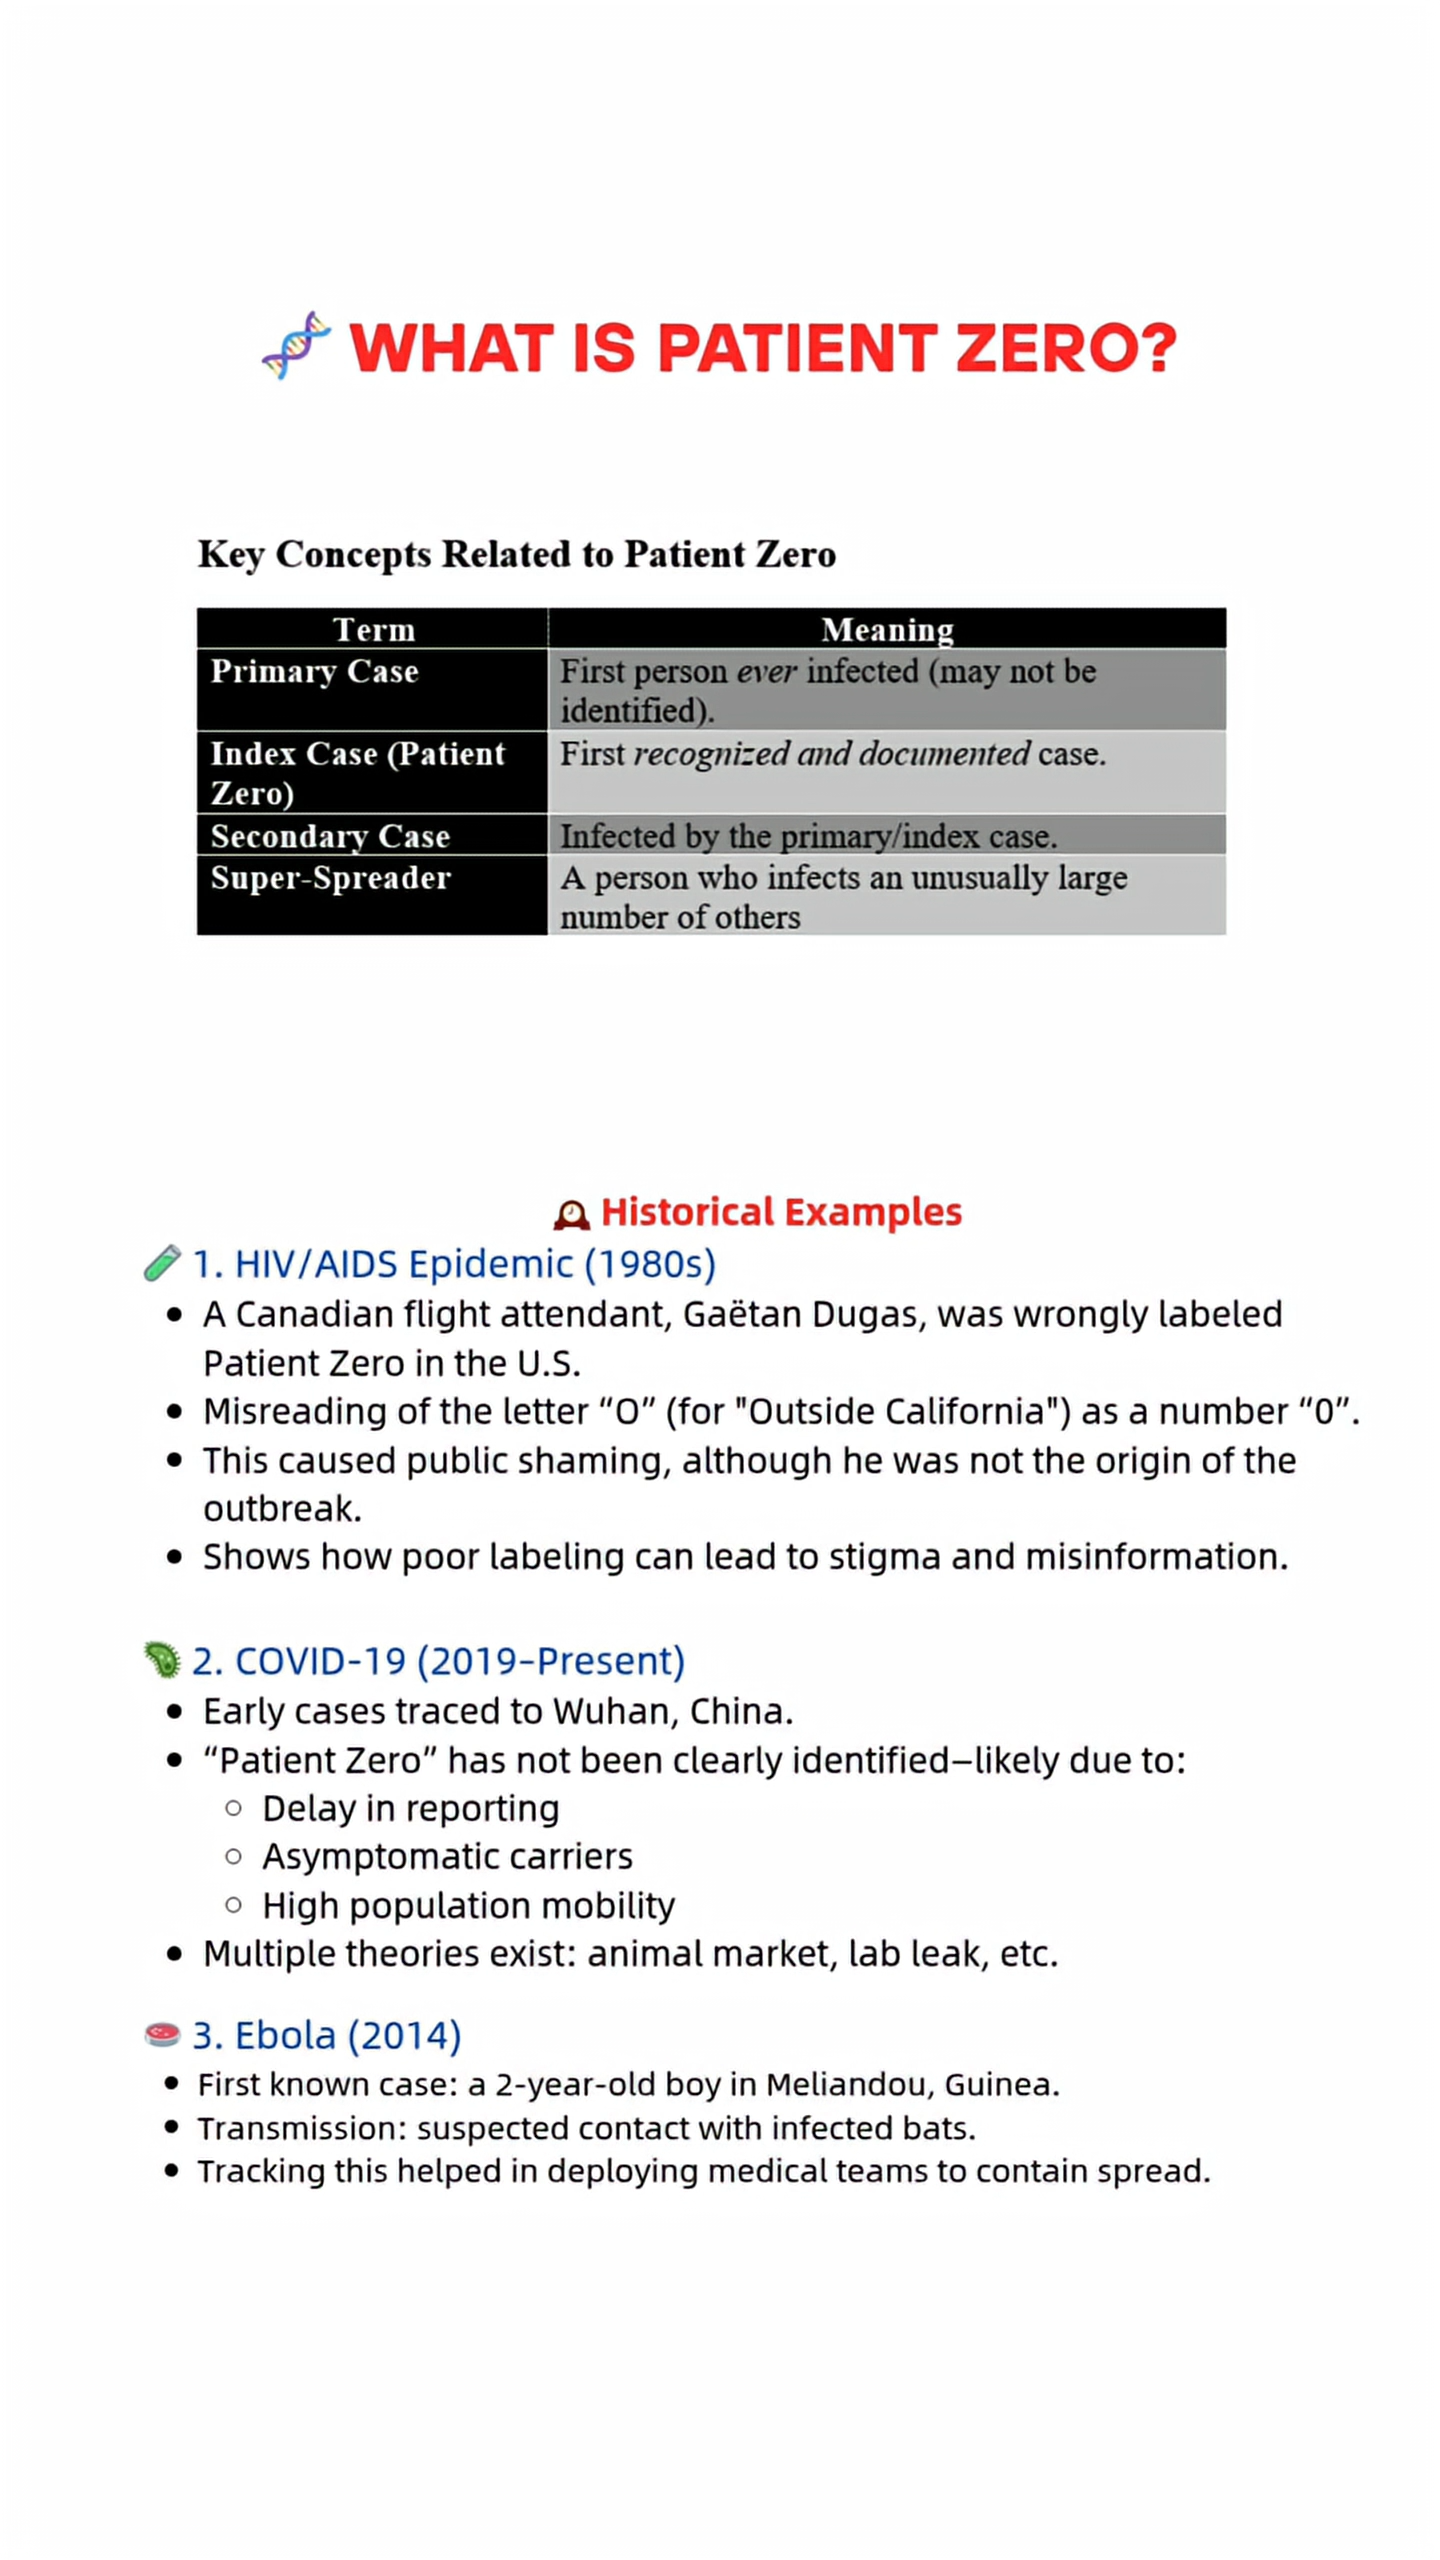 🧬 WHAT IS PATIENT ZERO?
Key Concepts Related to Patient Zero
Term Meaning
Primary Case First person ever infected (may not be
identified).
Index Case (Patient First recognized and documented case.
Zero)
Secondary Case Infected by the primary/index case.
Super-Spreader A person who infects an unusually large
number of others
🕰️ Historical Examples
🧪 1. HIV/AIDS Epidemic (1980s)
• A Canadian flight attendant, Gaëtan Dugas, was wrongly labeled
Patient Zero in the U.S.
• Misreading of the letter “O” (for "Outside California") as a number “0”.
• This caused public shaming, although he was not the origin of the
outbreak.
• Shows how poor labeling can lead to stigma and misinformation.
🦠 2. COVID-19 (2019–Present)
• Early cases traced to Wuhan, China.
• “Patient Zero” has not been clearly identified—likely due to:
○ Delay in reporting
○ Asymptomatic carriers
○ High population mobility
• Multiple theories exist: animal market, lab leak, etc.
🧫 3. Ebola (2014)
• First known case: a 2-year-old boy in Meliandou, Guinea.
• Transmission: suspected contact with infected bats.
• Tracking this helped in deploying medical teams to contain spread.